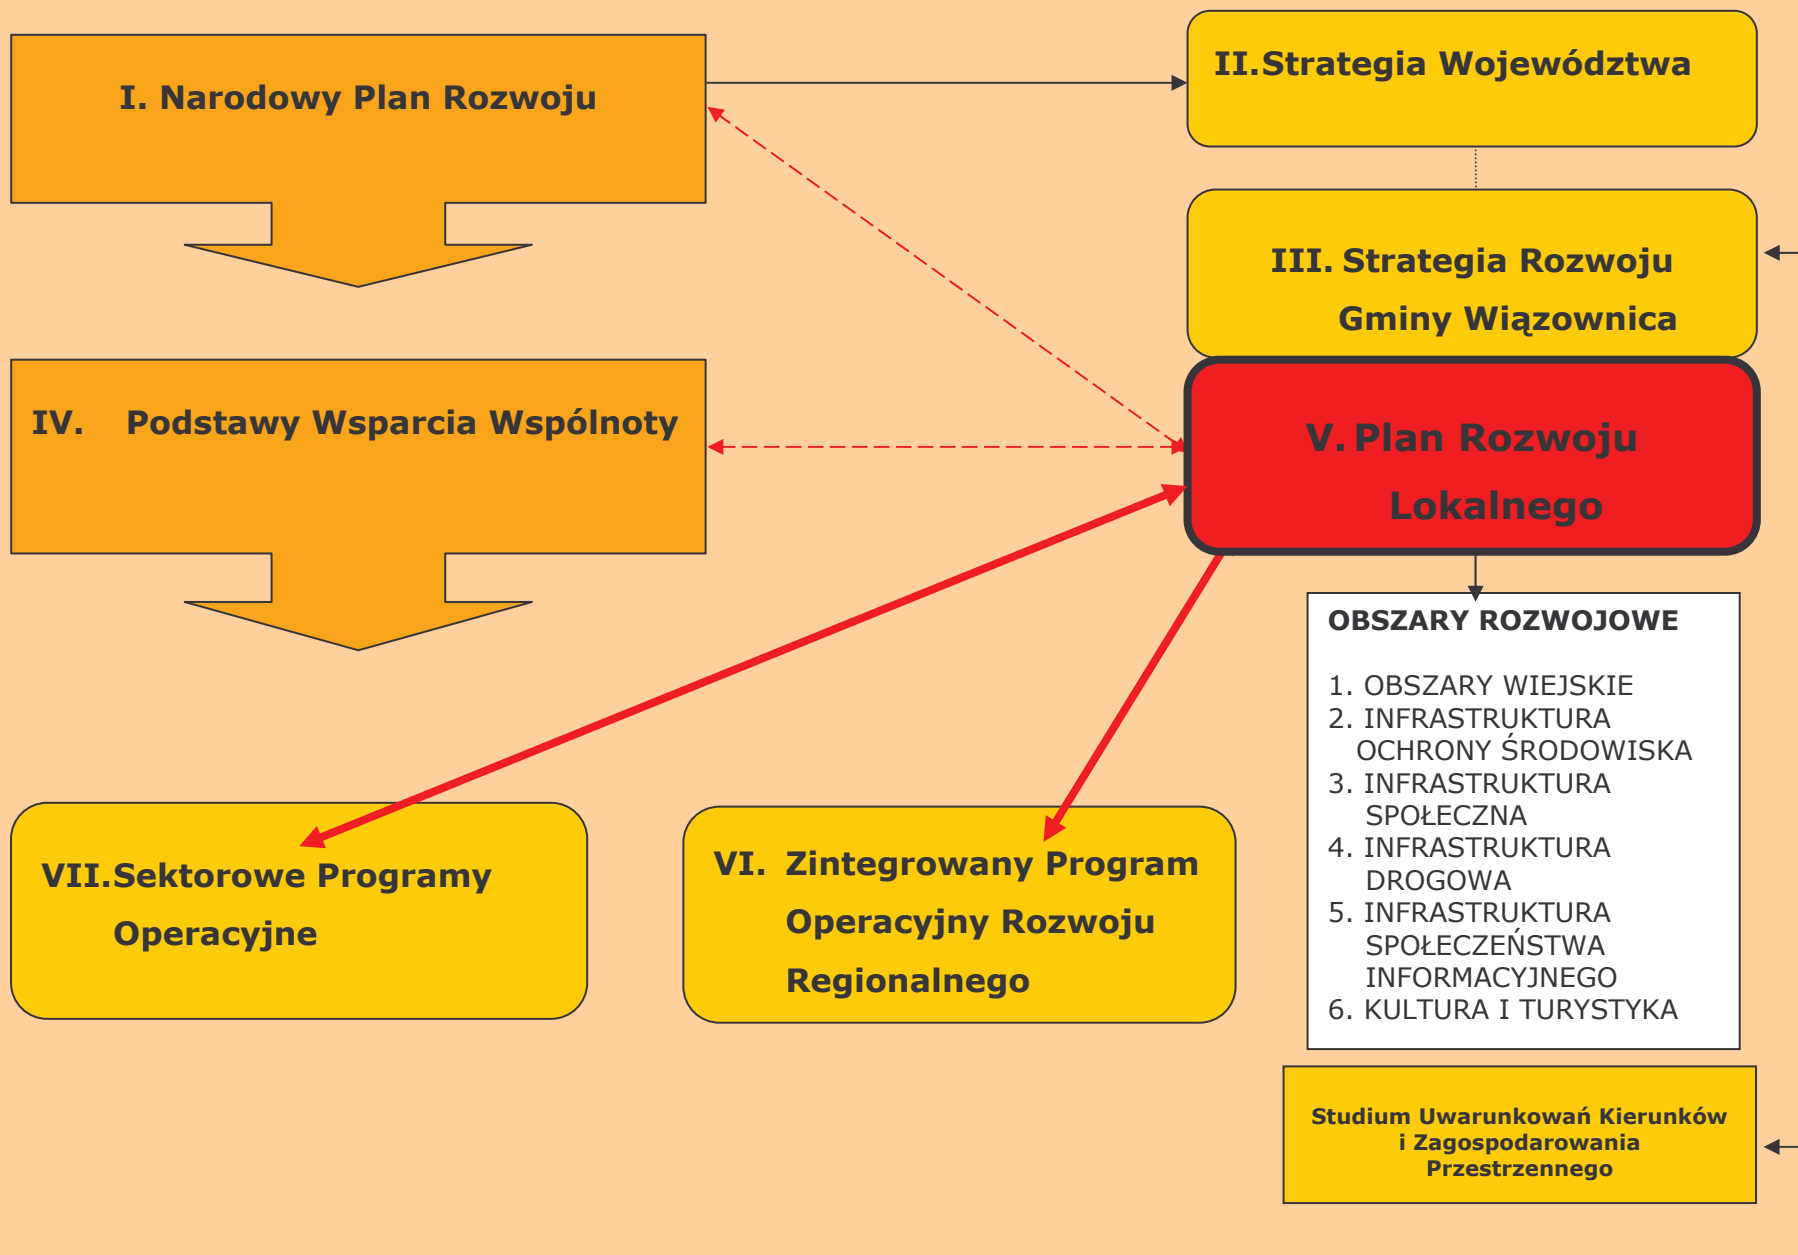 I. Narodowy Plan Rozwoju
II.Strategia Województwa
III. Strategia Rozwoju
Gminy Wiązownica
IV. Podstawy Wsparcia Wspólnoty
V. Plan Rozwoju
Lokalnego
OBSZARY ROZWOJOWE
1. OBSZARY WIEJSKIE
2. INFRASTRUKTURA
OCHRONY ŚRODOWISKA
3. INFRASTRUKTURA
SPOŁECZNA
4. INFRASTRUKTURA
DROGOWA
5. INFRASTRUKTURA
SPOŁECZEŃSTWA
INFORMACYJNEGO
6. KULTURA I TURYSTYKA
VII.Sektorowe Programy
Operacyjne
VI. Zintegrowany Program
Operacyjny Rozwoju
Regionalnego
Studium Uwarunkowań Kierunków
i Zagospodarowania
Przestrzennego